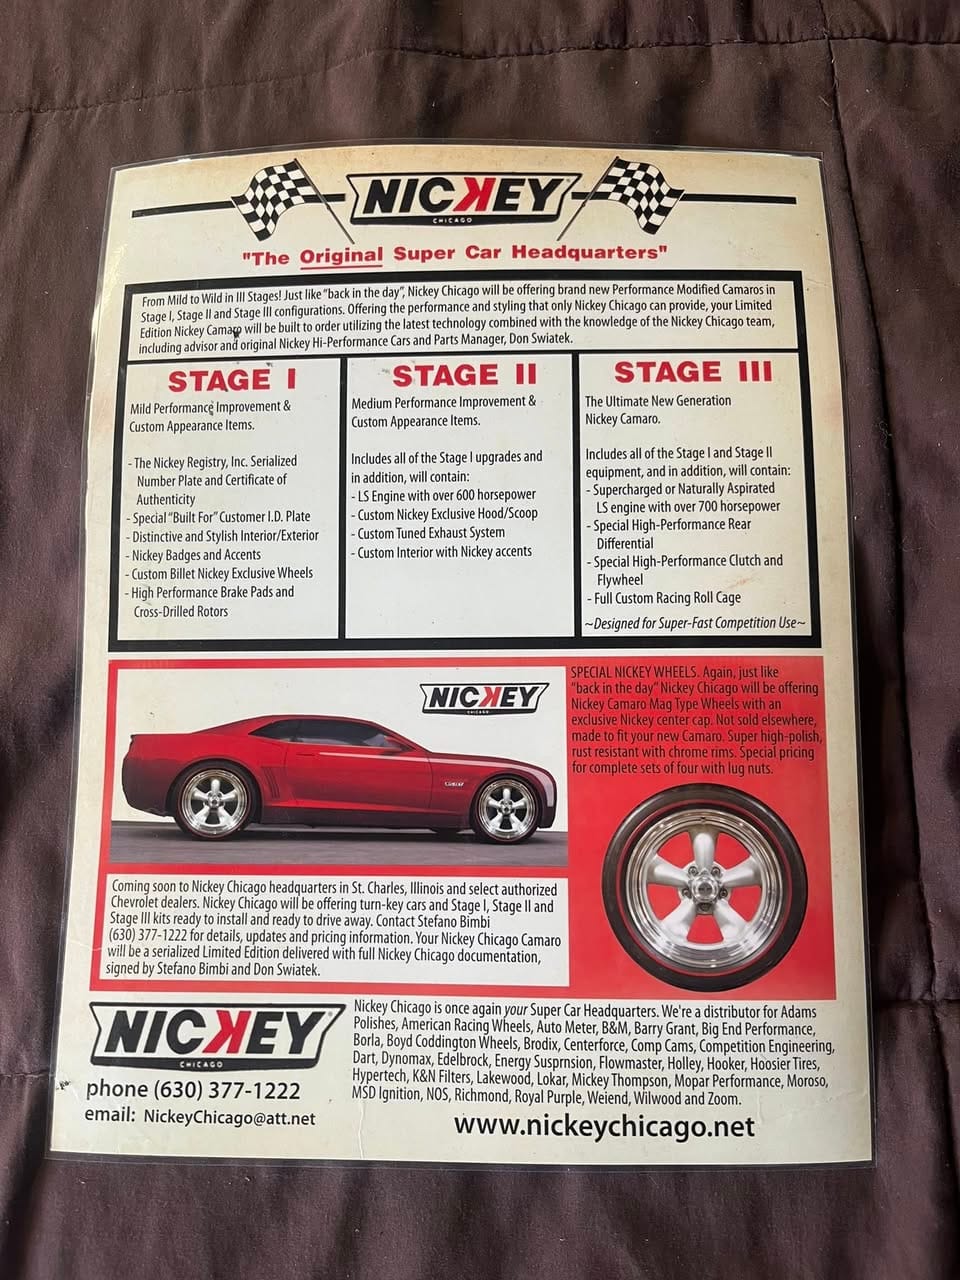 NICKEY
CHICAGO
"The Original Super Car Headquarters"
From Mild to Wild in III Stages! Just like "back in the day", Nickey Chicago will be offering brand new Performance Modified Camaros in
Stage I, Stage II and Stage III configurations. Offering the performance and styling that only Nickey Chicago can provide, your Limited
Edition Nickey Camaro will be built to order utilizing the latest technology combined with the knowledge of the Nickey Chicago team,
including advisor and original Nickey Hi-Performance Cars and Parts Manager, Don Swiatek.
STAGE I
Mild Performance Improvement &
Custom Appearance Items.
- The Nickey Registry, Inc. Serialized
Number Plate and Certificate of
Authenticity
- Special "Built For" Customer I.D. Plate
- Distinctive and Stylish Interior/Exterior
- Nickey Badges and Accents
- Custom Billet Nickey Exclusive Wheels
- High Performance Brake Pads and
Cross-Drilled Rotors
STAGE II
Medium Performance Improvement &
Custom Appearance Items.
Includes all of the Stage I upgrades and
in addition, will contain:
- LS Engine with over 600 horsepower
- Custom Nickey Exclusive Hood/Scoop
- Custom Tuned Exhaust System
- Custom Interior with Nickey accents
STAGE III
The Ultimate New Generation
Nickey Camaro.
Includes all of the Stage I and Stage II
equipment, and in addition, will contain:
- Supercharged or Naturally Aspirated
LS engine with over 700 horsepower
- Special High-Performance Rear
Differential
- Special High-Performance Clutch and
Flywheel
- Full Custom Racing Roll Cage
~Designed for Super-Fast Competition Use~
NICKEY
CHICAGO
SPECIAL NICKEY WHEELS. Again, just like
"back in the day" Nickey Chicago will be offering
Nickey Camaro Mag Type Wheels with an
exclusive Nickey center cap. Not sold elsewhere,
made to fit your new Camaro. Super high-polish,
rust resistant with chrome rims. Special pricing
for complete sets of four with lug nuts.
Coming soon to Nickey Chicago headquarters in St. Charles, Illinois and select authorized
Chevrolet dealers. Nickey Chicago will be offering turn-key cars and Stage I, Stage II and
Stage III kits ready to install and ready to drive away. Contact Stefano Bimbi
(630) 377-1222 for details, updates and pricing information. Your Nickey Chicago Camaro
will be a serialized Limited Edition delivered with full Nickey Chicago documentation,
signed by Stefano Bimbi and Don Swiatek.
NICKEY
CHICAGO
phone (630) 377-1222
email: NickeyChicago@att.net
Nickey Chicago is once again your Super Car Headquarters. We're a distributor for Adams
Polishes, American Racing Wheels, Auto Meter, B&M, Barry Grant, Big End Performance,
Borla, Boyd Coddington Wheels, Brodix, Centerforce, Comp Cams, Competition Engineering,
Dart, Dynomax, Edelbrock, Energy Susprnsion, Flowmaster, Holley, Hooker, Hoosier Tires,
Hypertech, K&N Filters, Lakewood, Lokar, Mickey Thompson, Mopar Performance, Moroso,
MSD Ignition, NOS, Richmond, Royal Purple, Weiend, Wilwood and Zoom.
www.nickeychicago.net